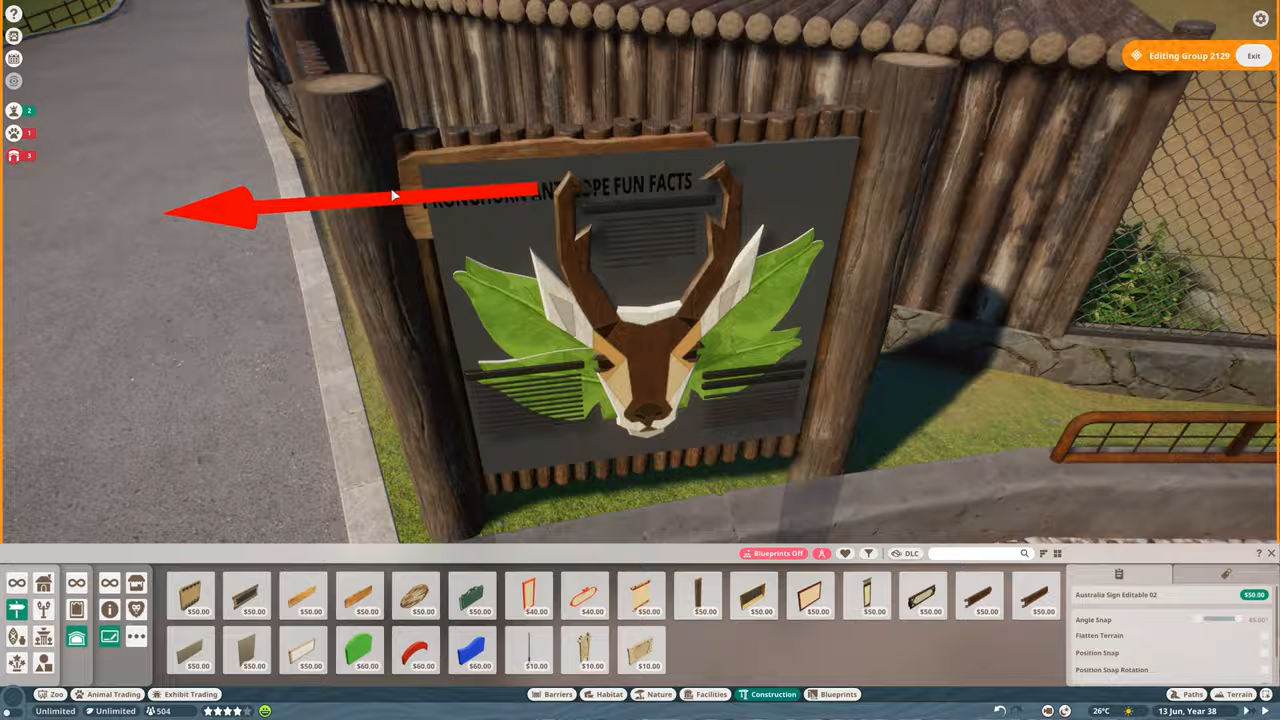 ?
Editing Group 2129
Exit
2
1
3
PRONGHORN ANTELOPE FUN FACTS
Blueprints Off
DLC
?
$50.00 $50.00 $50.00 $50.00 $50.00 $50.00 $40.00 $40.00 $50.00 $50.00 $50.00 $50.00 $50.00 $50.00 $50.00 $50.00
$50.00 $50.00 $50.00 $60.00 $60.00 $60.00 $10.00 $10.00 $10.00
Australia Sign Editable 02 $50.00
Angle Snap 45.00°
Flatten Terrain
Position Snap
Position Snap Rotation
Zoo Animal Trading Exhibit Trading Barriers Habitat Nature Facilities Construction Blueprints Paths Terrain
Unlimited Unlimited 504 26°C 13 Jun, Year 38